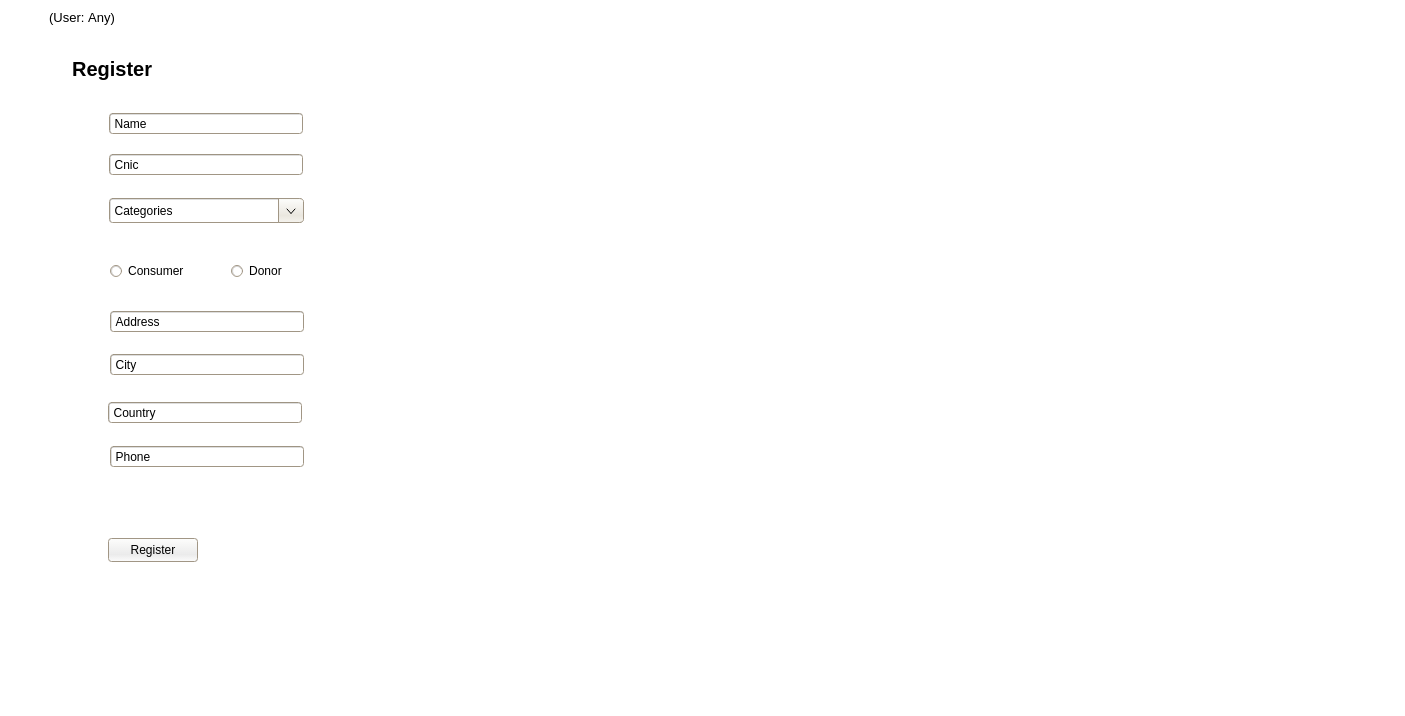 (User: Any)
Register
Name
Cnic
Categories
Consumer Donor
Address
City
Country
Phone
Register